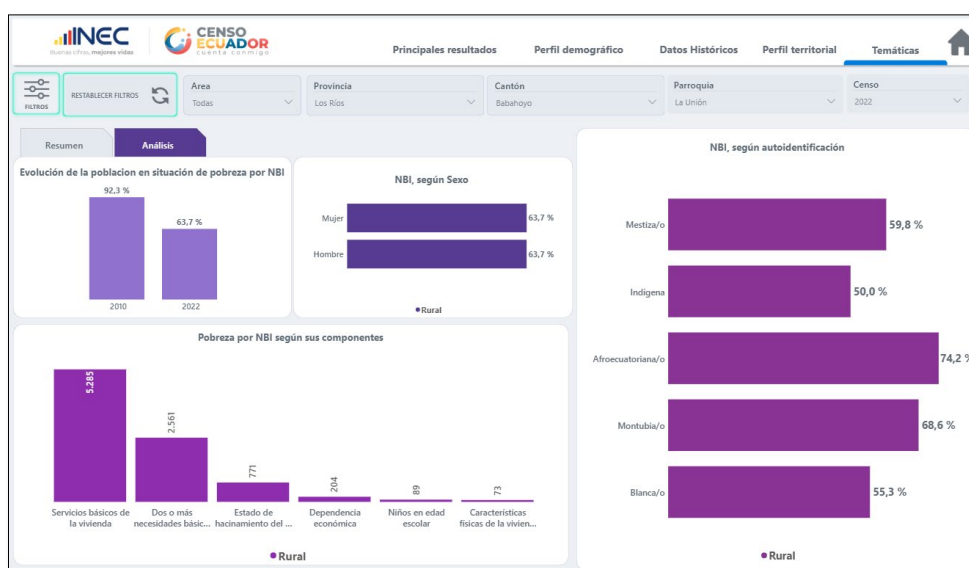 INEC
Buenas cifras, mejores vidas
CENSO
ECUADOR
cuenta conmigo
Principales resultados
Perfil demográfico
Datos Históricos
Perfil territorial
Temáticas
FILTROS
RESTABLECER FILTROS
Area
Todas
Provincia
Los Ríos
Cantón
Babahoyo
Parroquia
La Unión
Censo
2022
Resumen
Análisis
Evolución de la poblacion en situación de pobreza por NBI
92,3 %
63,7 %
2010
2022
NBI, según Sexo
Mujer
63,7 %
Hombre
63,7 %
Rural
Pobreza por NBI según sus componentes
5.285
2.561
771
204
89
73
Servicios básicos de
la vivienda
Dos o más
necesidades básic...
Estado de
hacinamiento del ...
Dependencia
económica
Niños en edad
escolar
Características
físicas de la vivien...
Rural
NBI, según autoidentificación
Mestiza/o
59,8 %
Indígena
50,0 %
Afroecuatoriana/o
74,2 %
Montubia/o
68,6 %
Blanca/o
55,3 %
Rural